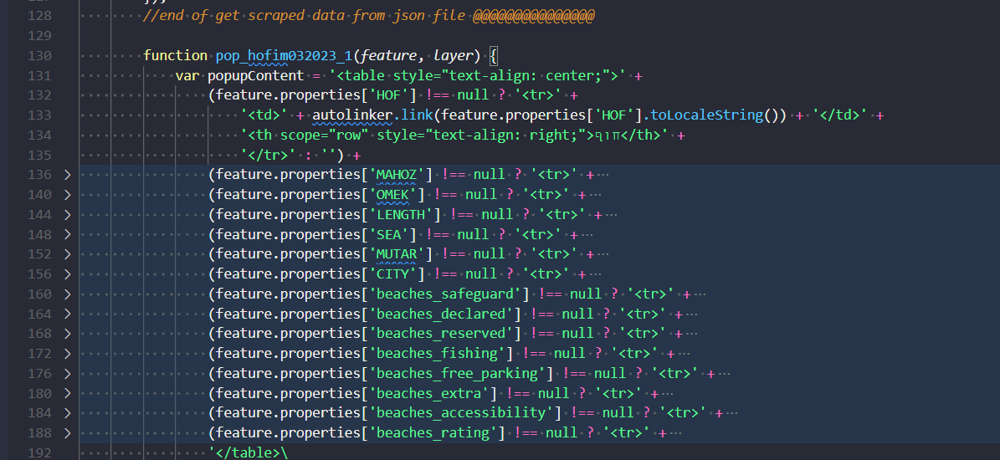 128 //end of get scraped data from json file @@@@@@@@@@@@@@@
129
130 function pop_hofim032023_1(feature, layer) {
131 var popupContent = '<table style="text-align: center;">' +
132 (feature.properties['HOF'] !== null ? '<tr>' +
133 '<td>' + autolinker.link(feature.properties['HOF'].toLocaleString()) + '</td>' +
134 '<th scope="row" style="text-align: right;">חוף</th>' +
135 '</tr>' : '') +
136 (feature.properties['MAHOZ'] !== null ? '<tr>' + ···
140 (feature.properties['OMEK'] !== null ? '<tr>' + ···
144 (feature.properties['LENGTH'] !== null ? '<tr>' + ···
148 (feature.properties['SEA'] !== null ? '<tr>' + ···
152 (feature.properties['MUTAR'] !== null ? '<tr>' + ···
156 (feature.properties['CITY'] !== null ? '<tr>' + ···
160 (feature.properties['beaches_safeguard'] !== null ? '<tr>' + ···
164 (feature.properties['beaches_declared'] !== null ? '<tr>' + ···
168 (feature.properties['beaches_reserved'] !== null ? '<tr>' + ···
172 (feature.properties['beaches_fishing'] !== null ? '<tr>' + ···
176 (feature.properties['beaches_free_parking'] !== null ? '<tr>' + ···
180 (feature.properties['beaches_extra'] !== null ? '<tr>' + ···
184 (feature.properties['beaches_accessibility'] !== null ? '<tr>' + ···
188 (feature.properties['beaches_rating'] !== null ? '<tr>' + ···
192 '</table>\